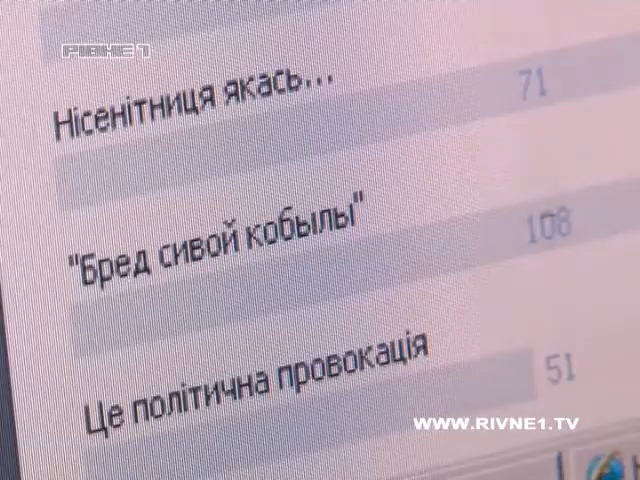 РІВНЕ 1
Нісенітниця якась...
71
"Бред сивой кобылы"
108
Це політична провокація
51
WWW.RIVNE1.TV